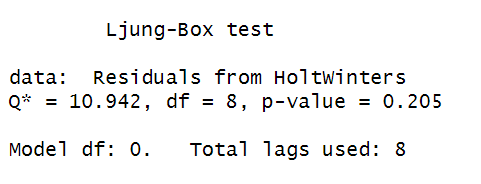 Ljung-Box test
data:  Residuals from HoltWinters
Q* = 10.942, df = 8, p-value = 0.205
Model df: 0.   Total lags used: 8